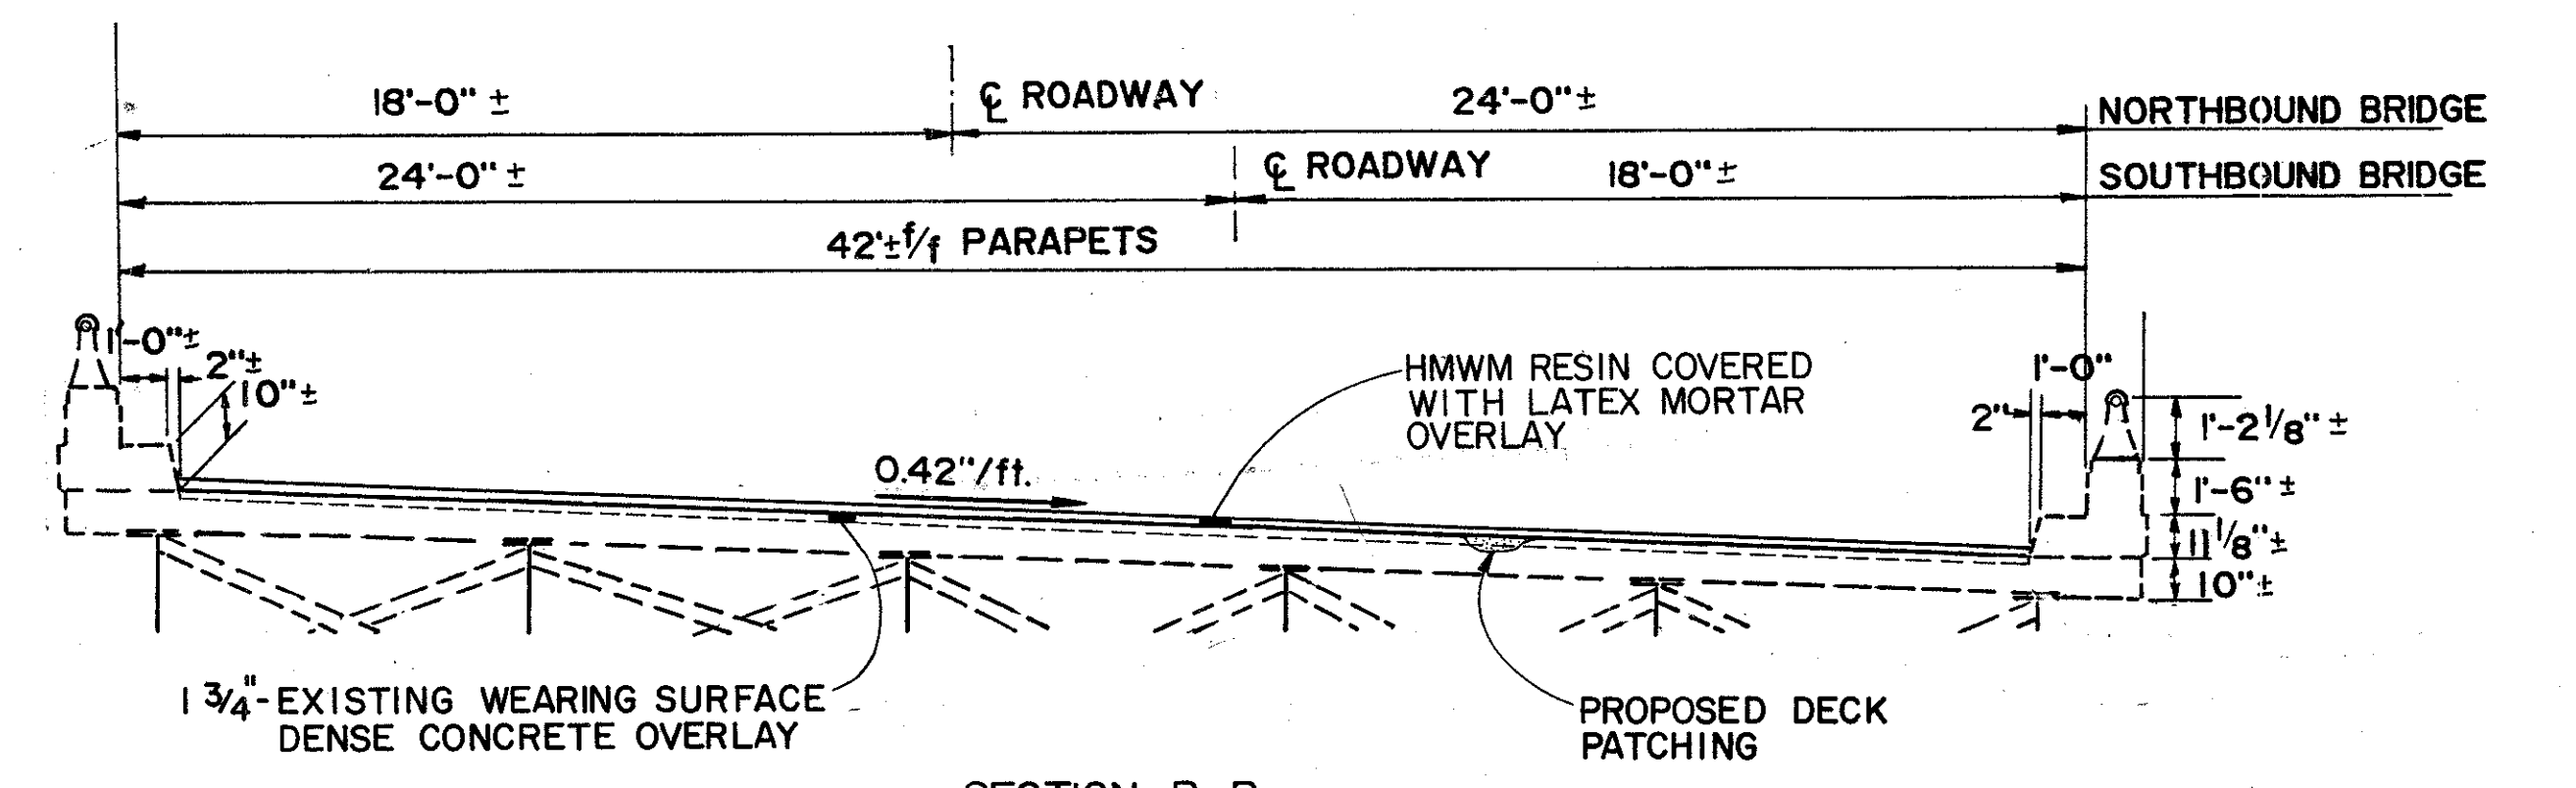 18'-0" ±
℄ ROADWAY
24'-0"±
NORTHBOUND BRIDGE
24'-0" ±
℄ ROADWAY
18'-0"±
SOUTHBOUND BRIDGE
42'± f/f PARAPETS
1'-0"±
2"±
10"±
HMWM RESIN COVERED
WITH LATEX MORTAR
OVERLAY
1'-0"
2"
1'-2 1/8" ±
0.42"/ft.
1'-6" ±
11 1/8" ±
10" ±
1 3/4"-EXISTING WEARING SURFACE
DENSE CONCRETE OVERLAY
PROPOSED DECK
PATCHING